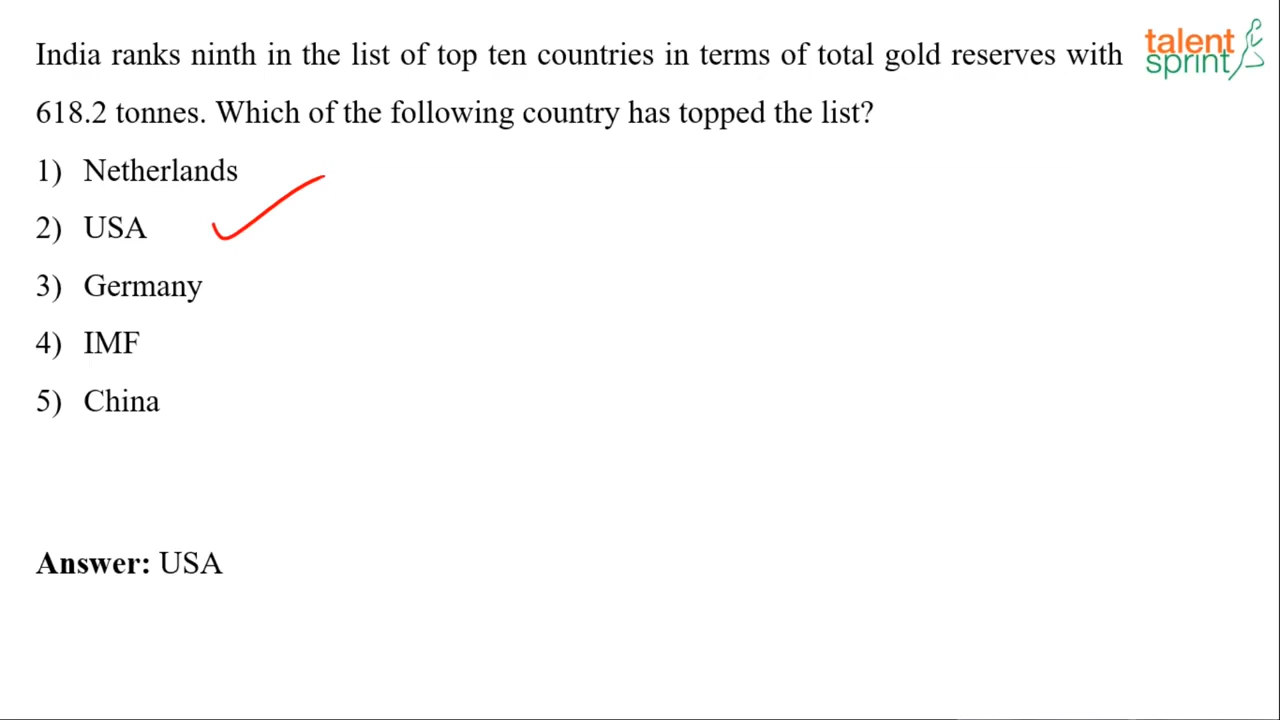 India ranks ninth in the list of top ten countries in terms of total gold reserves with
618.2 tonnes. Which of the following country has topped the list?
1) Netherlands
2) USA
3) Germany
4) IMF
5) China
Answer: USA
talent
sprint